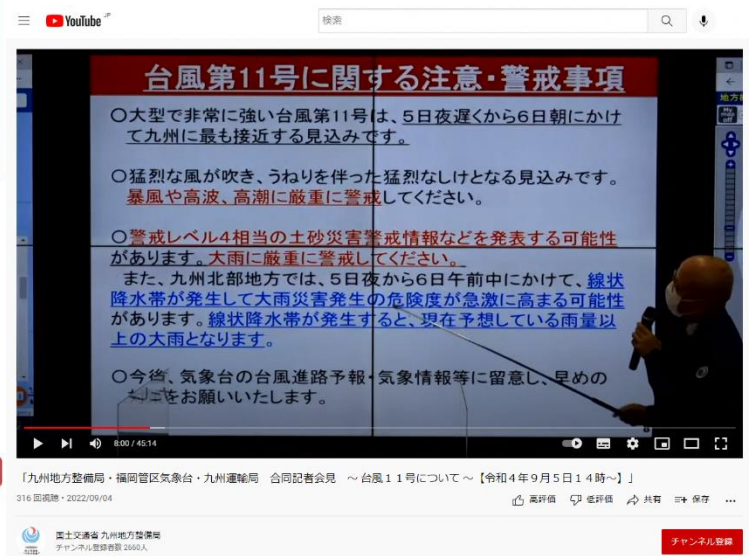 YouTube JP
検索
台風第11号に関する注意・警戒事項
〇大型で非常に強い台風第11号は、5日夜遅くから6日朝にかけ
て九州に最も接近する見込みです。
〇猛烈な風が吹き、うねりを伴った猛烈なしけとなる見込みです。
暴風や高波、高潮に厳重に警戒してください。
〇警戒レベル4相当の土砂災害警戒情報などを発表する可能性
があります。大雨に厳重に警戒してください。
また、九州北部地方では、5日夜から6日午前中にかけて、線状
降水帯が発生して大雨災害発生の危険度が急激に高まる可能性
があります。線状降水帯が発生すると、現在予想している雨量以
上の大雨となります。
〇今後、気象台の台風進路予報・気象情報等に留意し、早めの
をお願いいたします。
8:00 / 45:14
「九州地方整備局・福岡管区気象台・九州運輸局　合同記者会見　～台風１１号について～【令和４年９月５日１４時～】」
316 回視聴・2022/09/04
高評価 低評価 共有 保存 …
国土交通省 九州地方整備局
チャンネル登録者数 2660人
チャンネル登録